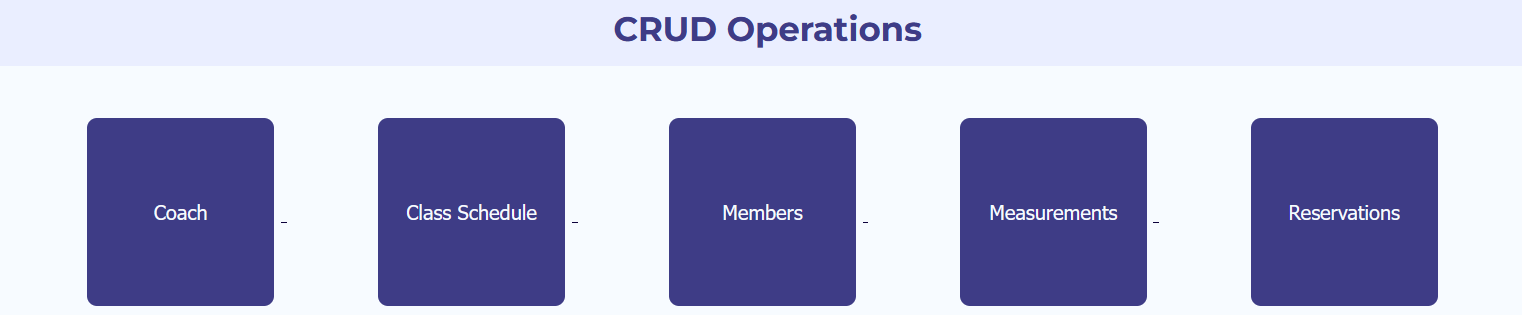 CRUD Operations
Coach
Class Schedule
Members
Measurements
Reservations